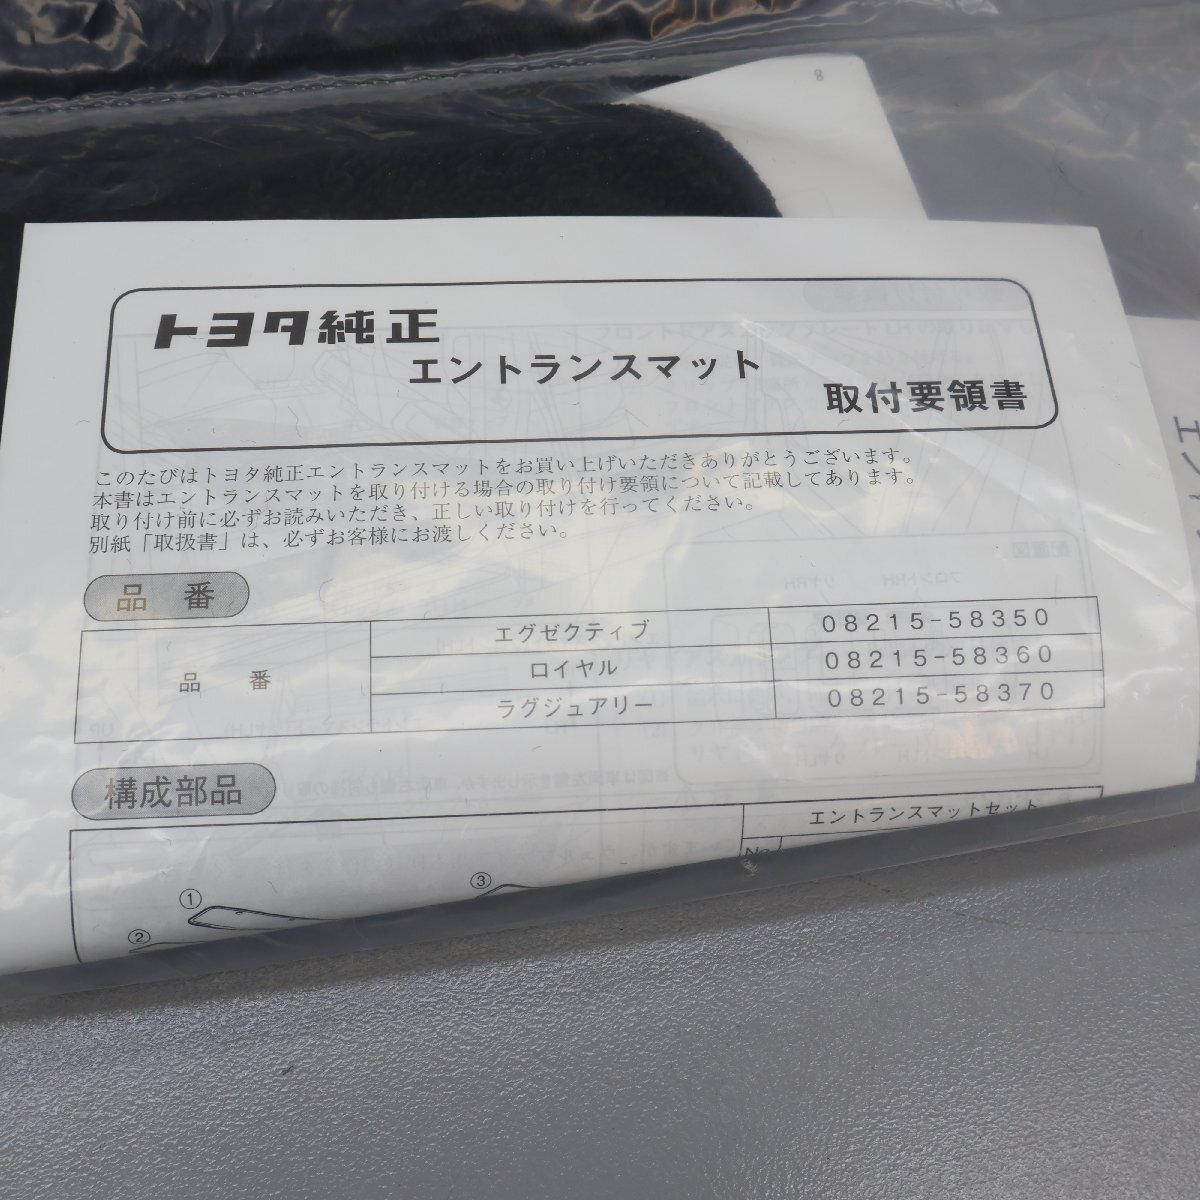 8
トヨタ純正
エントランスマット
取付要領書
このたびはトヨタ純正エントランスマットをお買い上げいただきありがとうございます。
本書はエントランスマットを取り付ける場合の取り付け要領について記載してあります。
取り付け前に必ずお読みいただき、正しい取り付けを行ってください。
別紙「取扱書」は、必ずお客様にお渡しください。
品 番
品 番
エグゼクティブ 08215-58350
ロイヤル 08215-58360
ラグジュアリー 08215-58370
構成部品
エントランスマットセット
No
①
②
③